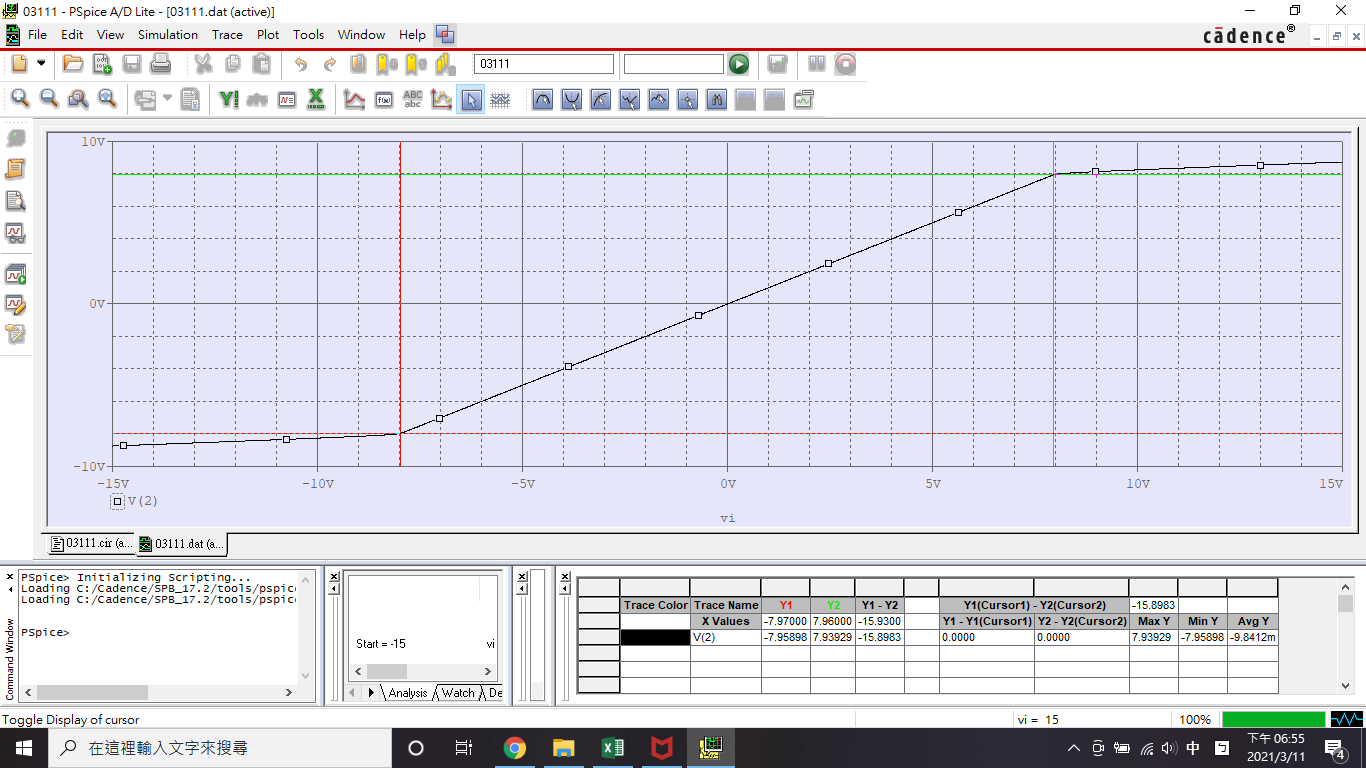 03111 - PSpice A/D Lite - [03111.dat (active)]
File Edit View Simulation Trace Plot Tools Window Help
cādence®
03111
ABC
abc
10V
0V
-10V
-15V -10V -5V 0V 5V 10V 15V
V(2)
vi
03111.cir (a... 03111.dat (a...
Command Window
PSpice> Initializing Scripting...
Loading C:/Cadence/SPB_17.2/tools/pspic
Loading C:/Cadence/SPB_17.2/tools/pspic
PSpice>
Start = -15 vi
Analysis Watch De
Trace Color Trace Name Y1 Y2 Y1 - Y2 Y1(Cursor1) - Y2(Cursor2) -15.8983
X Values -7.97000 7.96000 -15.9300 Y1 - Y1(Cursor1) Y2 - Y2(Cursor2) Max Y Min Y Avg Y
V(2) -7.95898 7.93929 -15.8983 0.0000 0.0000 7.93929 -7.95898 -9.8412m
Toggle Display of cursor vi = 15 100%
在這裡輸入文字來搜尋
中
下午 06:55
2021/3/11
4